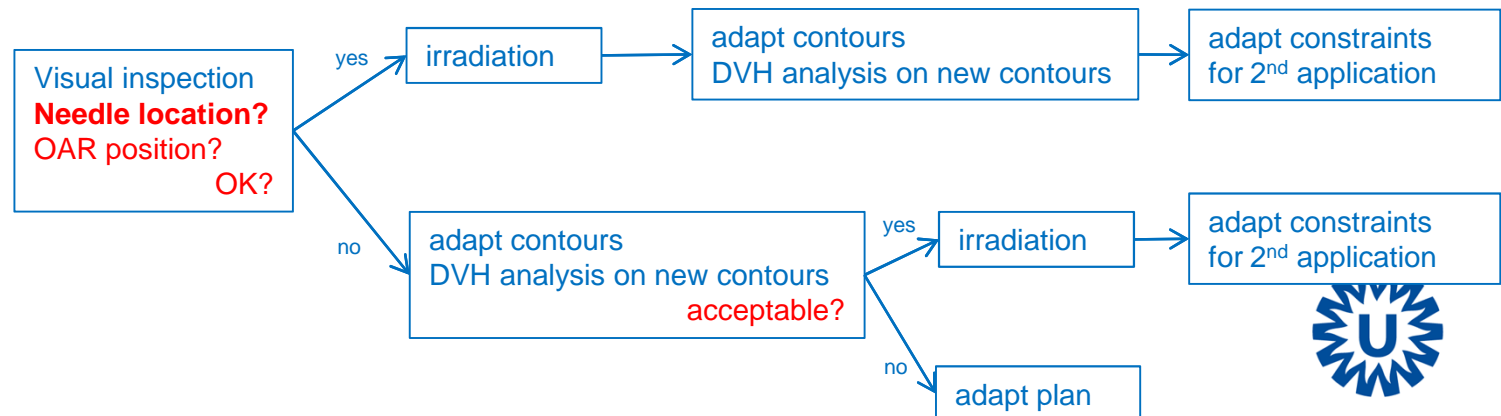 Visual inspection
Needle location?
OAR position?
OK?
yes
irradiation
adapt contours
DVH analysis on new contours
adapt constraints
for 2nd application
no
adapt contours
DVH analysis on new contours
acceptable?
yes
irradiation
adapt constraints
for 2nd application
U
no
adapt plan